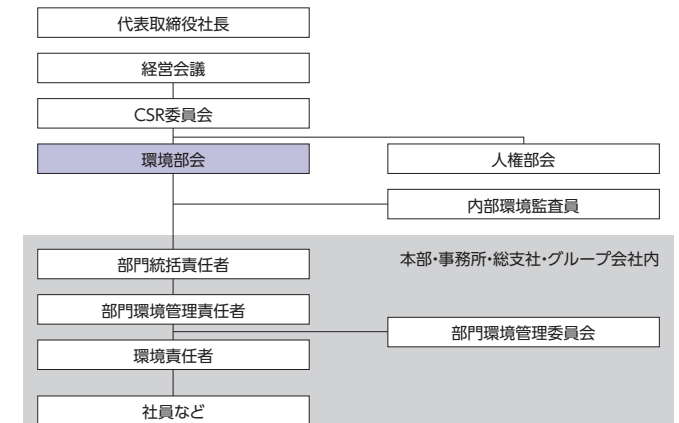 代表取締役社長
経営会議
CSR委員会
環境部会
人権部会
内部環境監査員
本部・事務所・総支社・グループ会社内
部門統括責任者
部門環境管理責任者
部門環境管理委員会
環境責任者
社員など